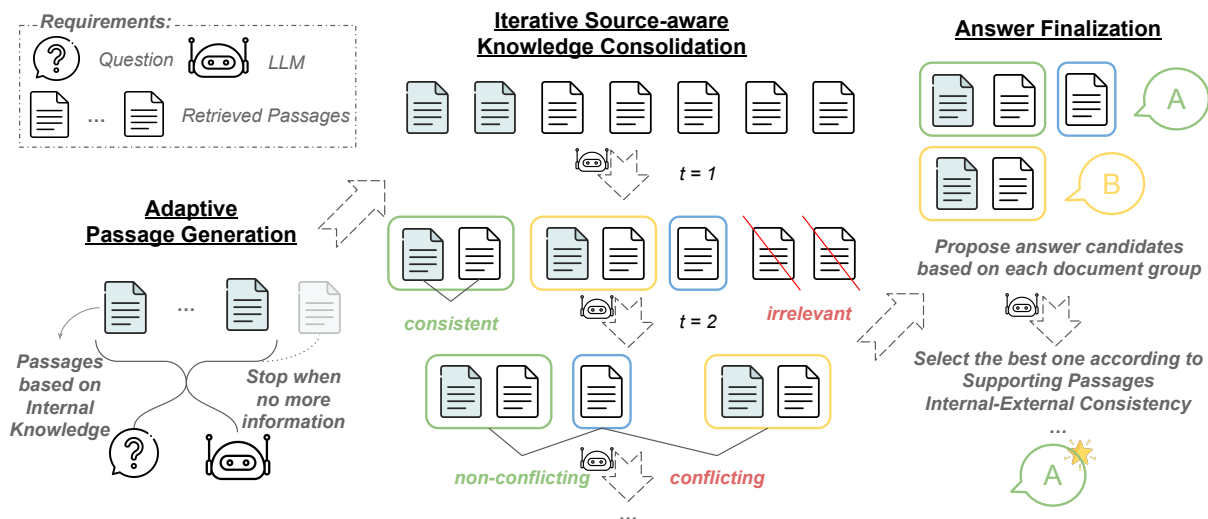 Requirements:
?
Question
LLM
...
Retrieved Passages
Adaptive
Passage Generation
...
Passages
based on
Internal
Knowledge
Stop when
no more
information
?
Iterative Source-aware
Knowledge Consolidation
t = 1
consistent
irrelevant
t = 2
non-conflicting
conflicting
...
Answer Finalization
A
B
Propose answer candidates
based on each document group
Select the best one according to
Supporting Passages
Internal-External Consistency
...
A